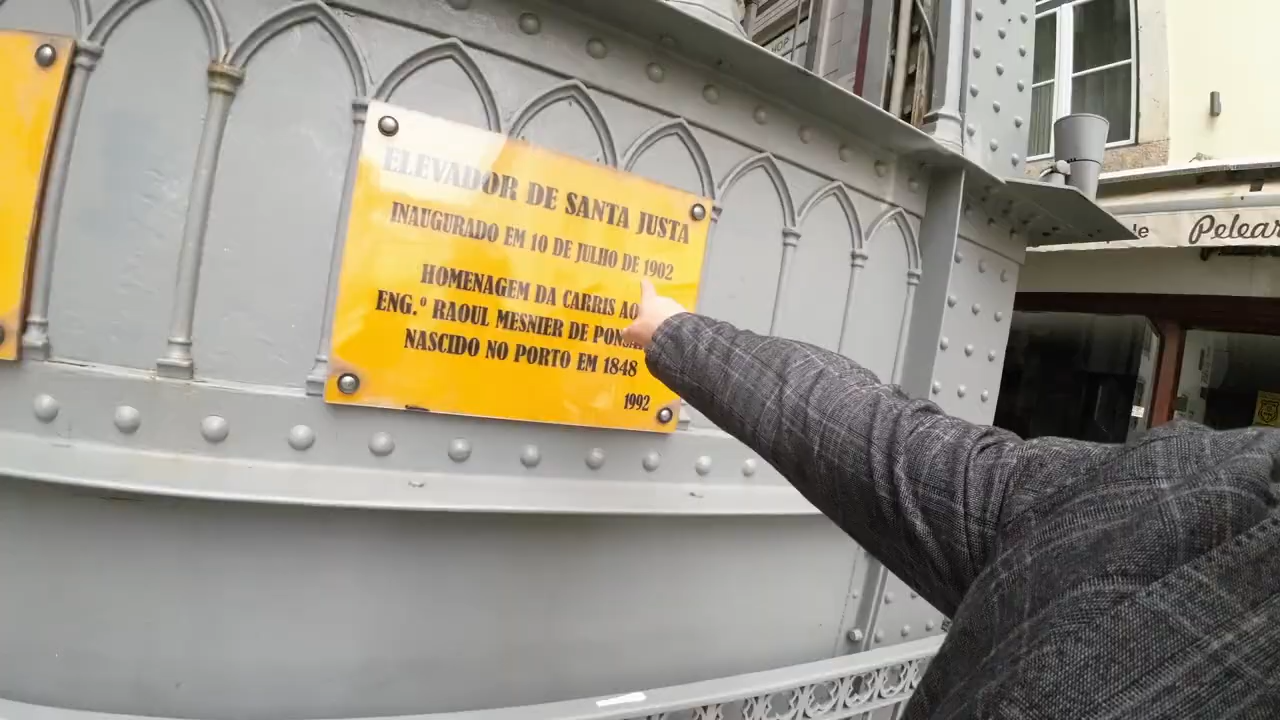 ELEVADOR DE SANTA JUSTA
INAUGURADO EM 10 DE JULHO DE 1902
HOMENAGEM DA CARRIS AO
ENG.º RAOUL MESNIER DE
NASCIDO NO PORTO EM 1848
1992